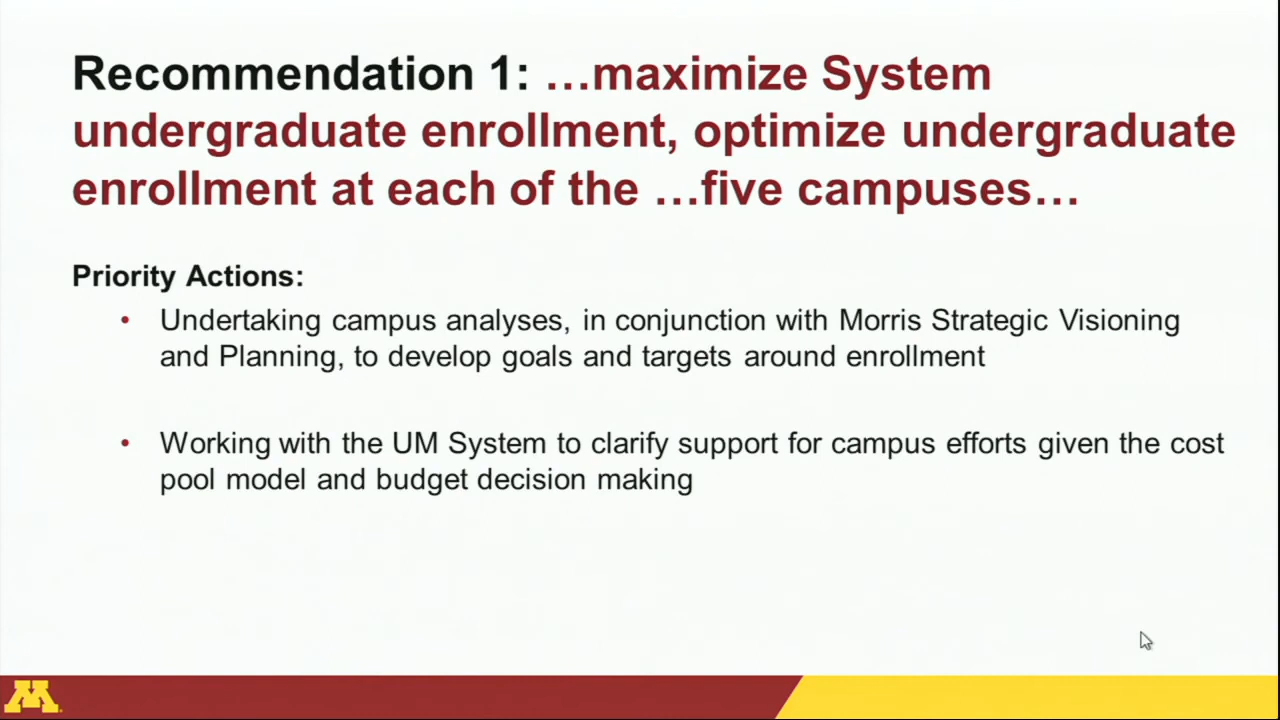 Recommendation 1: …maximize System
undergraduate enrollment, optimize undergraduate
enrollment at each of the …five campuses…
Priority Actions:
• Undertaking campus analyses, in conjunction with Morris Strategic Visioning
and Planning, to develop goals and targets around enrollment
• Working with the UM System to clarify support for campus efforts given the cost
pool model and budget decision making
M